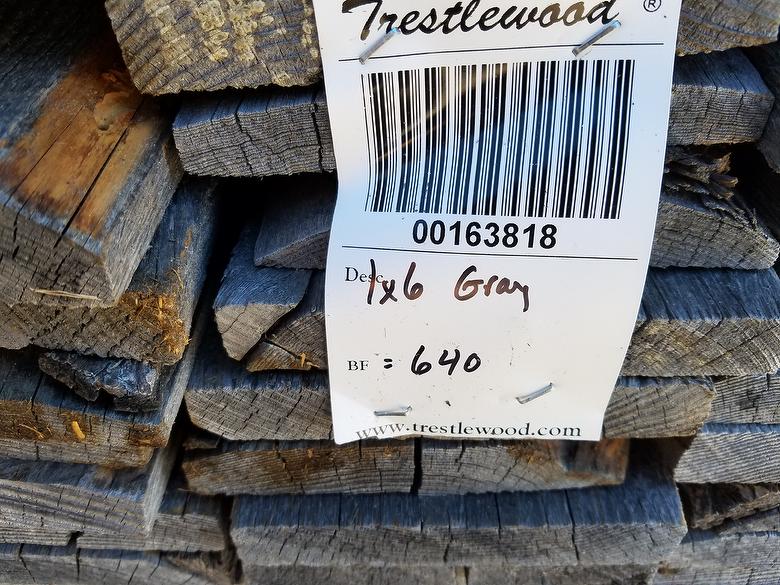 Trestlewood ®
00163818
Desc 1x6 Gray
BF = 640
www.trestlewood.com